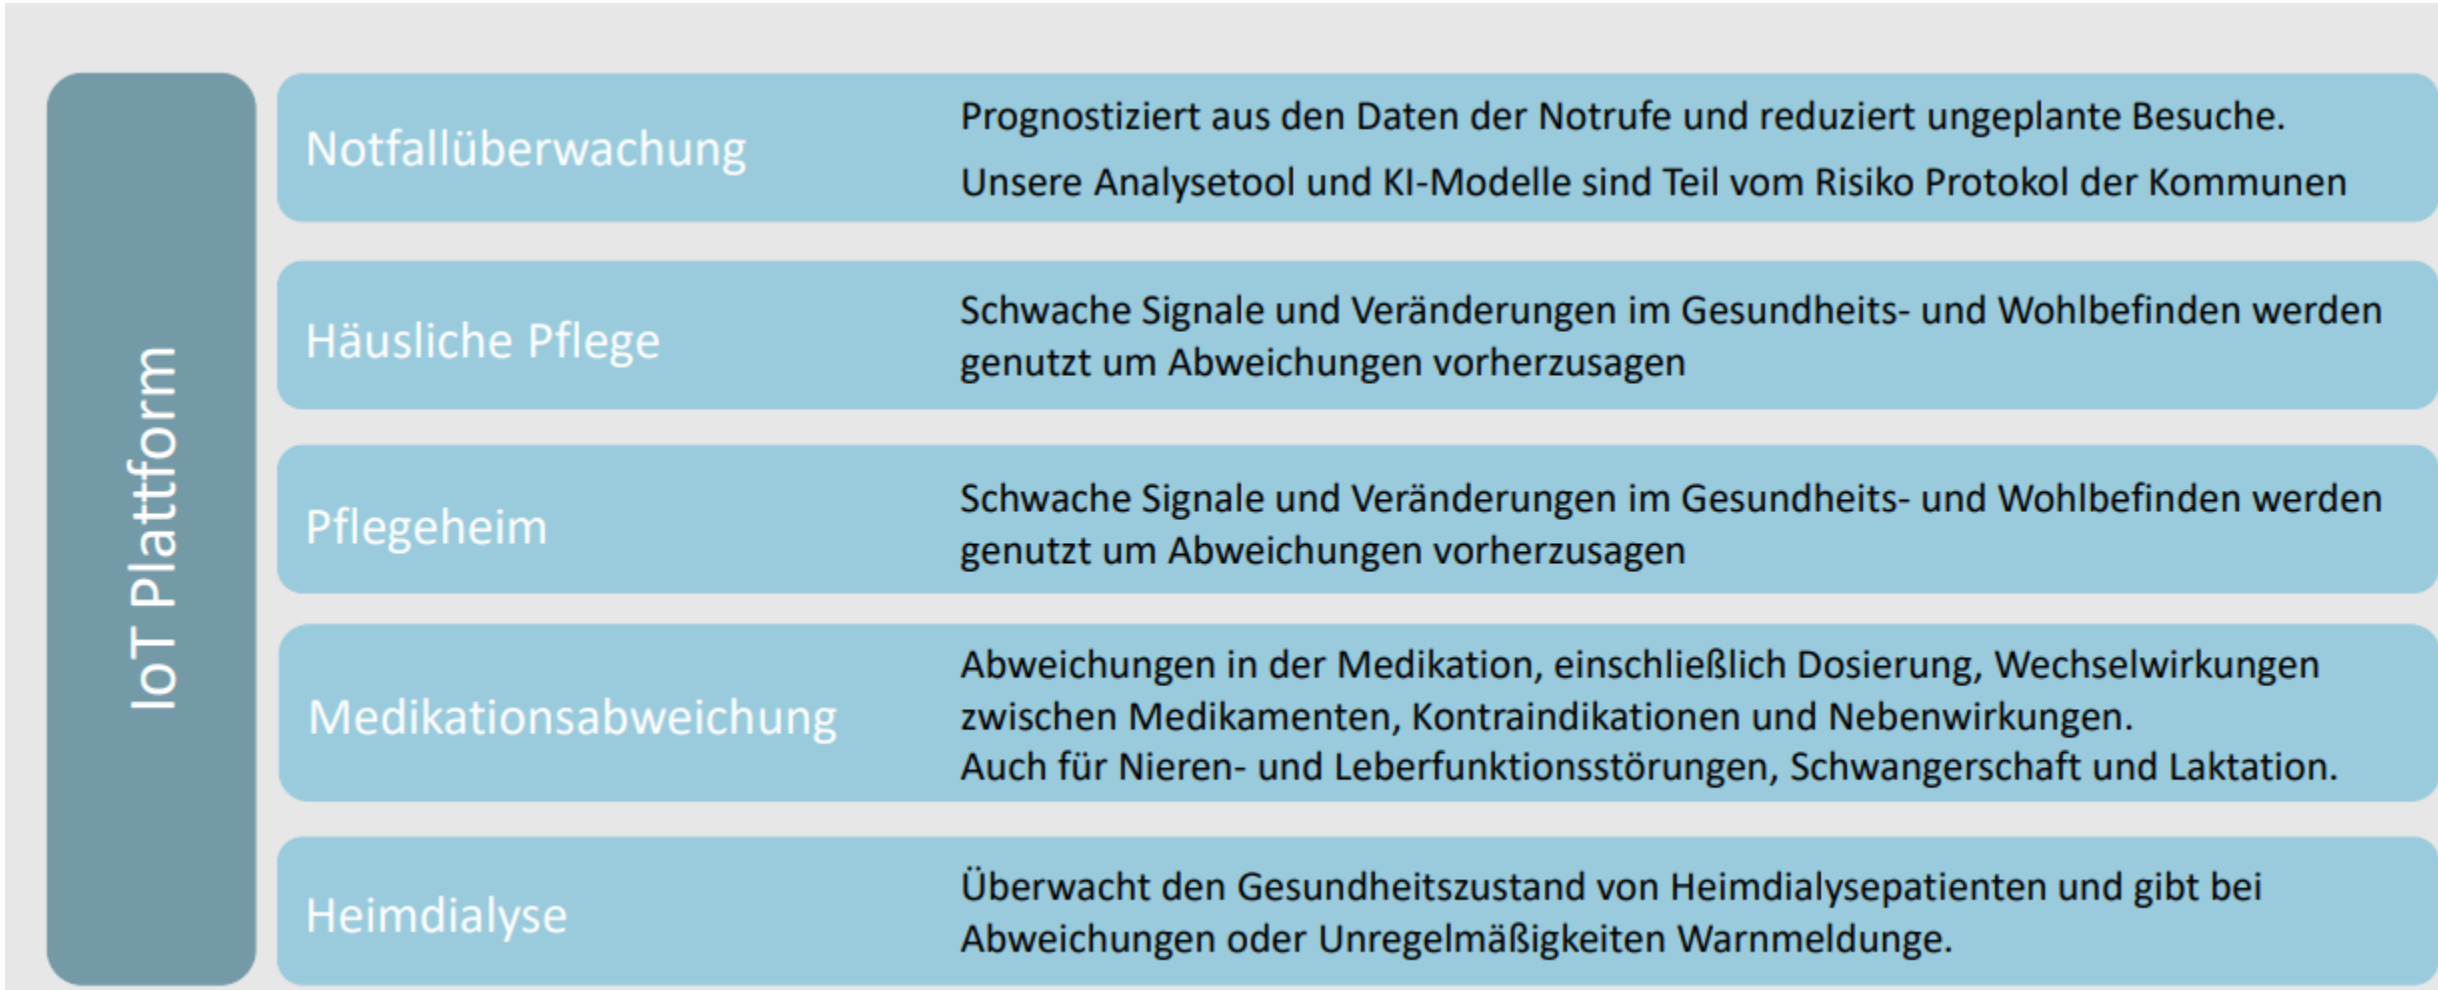 IoT Plattform
Notfallüberwachung
Prognostiziert aus den Daten der Notrufe und reduziert ungeplante Besuche.
Unsere Analysetool und KI-Modelle sind Teil vom Risiko Protokol der Kommunen
Häusliche Pflege
Schwache Signale und Veränderungen im Gesundheits- und Wohlbefinden werden
genutzt um Abweichungen vorherzusagen
Pflegeheim
Schwache Signale und Veränderungen im Gesundheits- und Wohlbefinden werden
genutzt um Abweichungen vorherzusagen
Medikationsabweichung
Abweichungen in der Medikation, einschließlich Dosierung, Wechselwirkungen
zwischen Medikamenten, Kontraindikationen und Nebenwirkungen.
Auch für Nieren- und Leberfunktionsstörungen, Schwangerschaft und Laktation.
Heimdialyse
Überwacht den Gesundheitszustand von Heimdialysepatienten und gibt bei
Abweichungen oder Unregelmäßigkeiten Warnmeldunge.